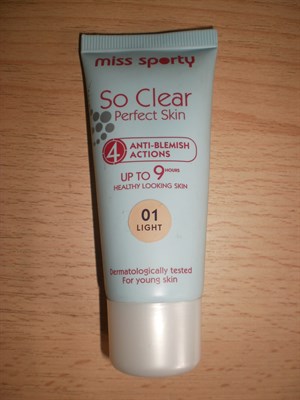 miss sporty
So Clear
Perfect Skin
4 ANTI-BLEMISH
ACTIONS
UP TO 9 HOURS
HEALTHY LOOKING SKIN
01
LIGHT
Dermatologically tested
For young skin